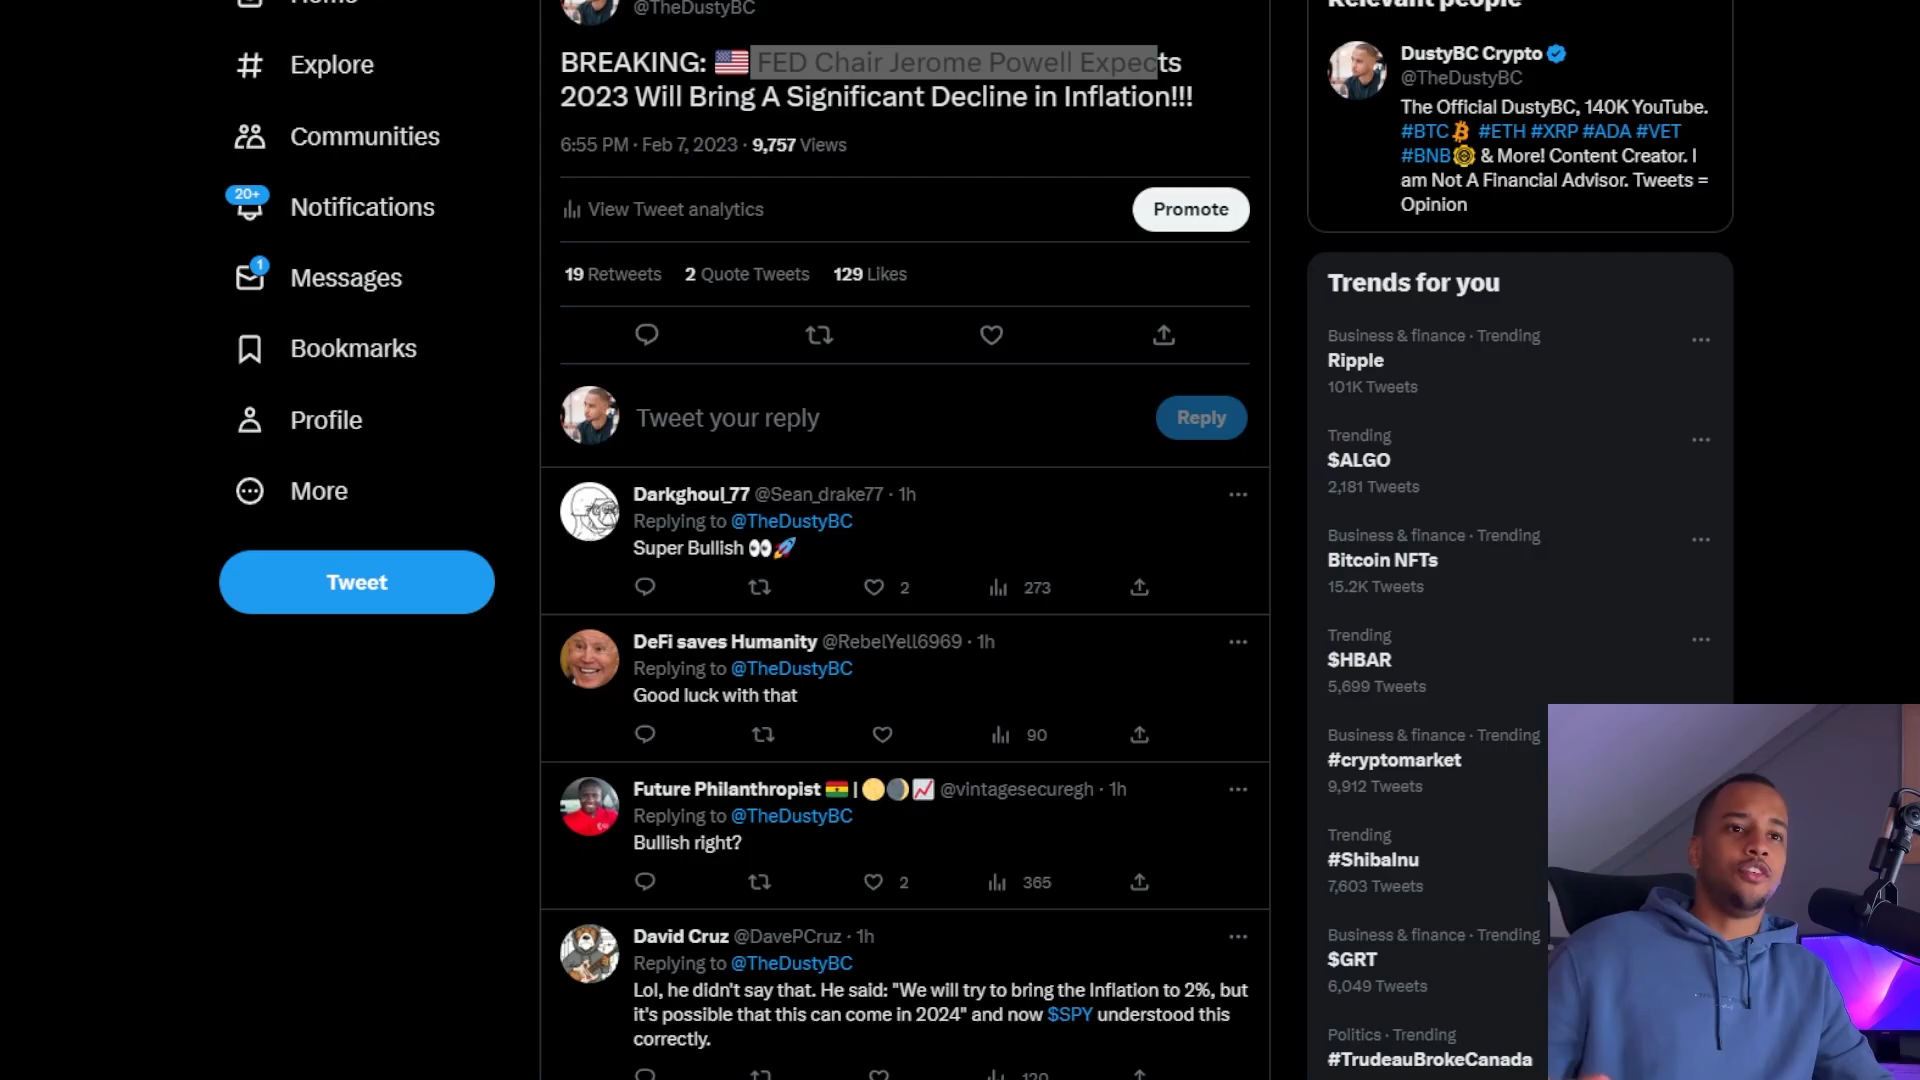 Home
Explore
Communities
20+
Notifications
1
Messages
Bookmarks
Profile
More
Tweet
@TheDustyBC
BREAKING: 🇺🇸 FED Chair Jerome Powell Expects
2023 Will Bring A Significant Decline in Inflation!!!
6:55 PM · Feb 7, 2023 · 9,757 Views
View Tweet analytics
Promote
19 Retweets 2 Quote Tweets 129 Likes
Tweet your reply
Reply
Darkghoul_77 @Sean_drake77 · 1h
Replying to @TheDustyBC
Super Bullish 👀🚀
2 273
DeFi saves Humanity @RebelYell6969 · 1h
Replying to @TheDustyBC
Good luck with that
90
Future Philanthropist 🇬🇭 | 🌕🌒📈 @vintagesecuregh · 1h
Replying to @TheDustyBC
Bullish right?
2 365
David Cruz @DavePCruz · 1h
Replying to @TheDustyBC
Lol, he didn't say that. He said: "We will try to bring the Inflation to 2%, but
it's possible that this can come in 2024" and now $SPY understood this
correctly.
120
Relevant people
DustyBC Crypto
@TheDustyBC
The Official DustyBC, 140K YouTube.
#BTC #ETH #XRP #ADA #VET
#BNB & More! Content Creator. I
am Not A Financial Advisor. Tweets =
Opinion
Trends for you
Business & finance · Trending
Ripple
101K Tweets
Trending
$ALGO
2,181 Tweets
Business & finance · Trending
Bitcoin NFTs
15.2K Tweets
Trending
$HBAR
5,699 Tweets
Business & finance · Trending
#cryptomarket
9,912 Tweets
Trending
#ShibaInu
7,603 Tweets
Business & finance · Trending
$GRT
6,049 Tweets
Politics · Trending
#TrudeauBrokeCanada